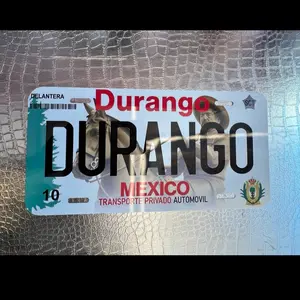 DELANTERA
Durango
DURANGO
10
MEXICO
TRANSPORTE PRIVADO AUTOMOVIL